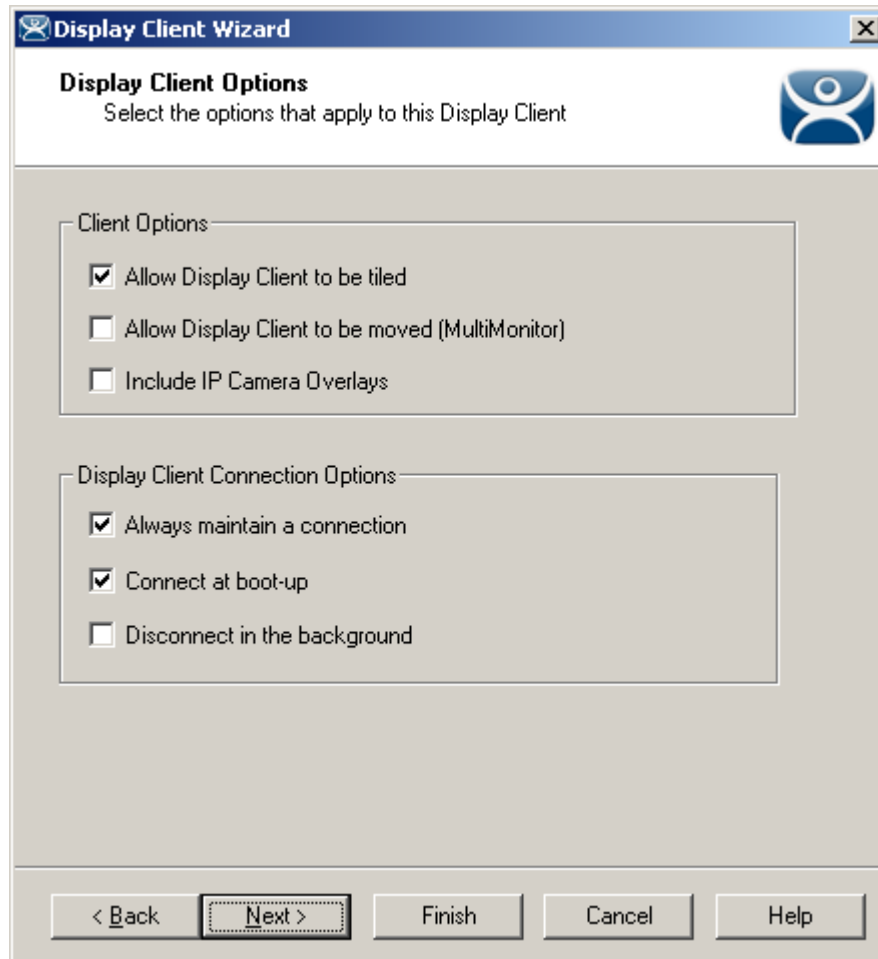 Display Client Wizard
Display Client Options
Select the options that apply to this Display Client
Client Options
Allow Display Client to be tiled
Allow Display Client to be moved (MultiMonitor)
Include IP Camera Overlays
Display Client Connection Options
Always maintain a connection
Connect at boot-up
Disconnect in the background
< Back Next > Finish Cancel Help